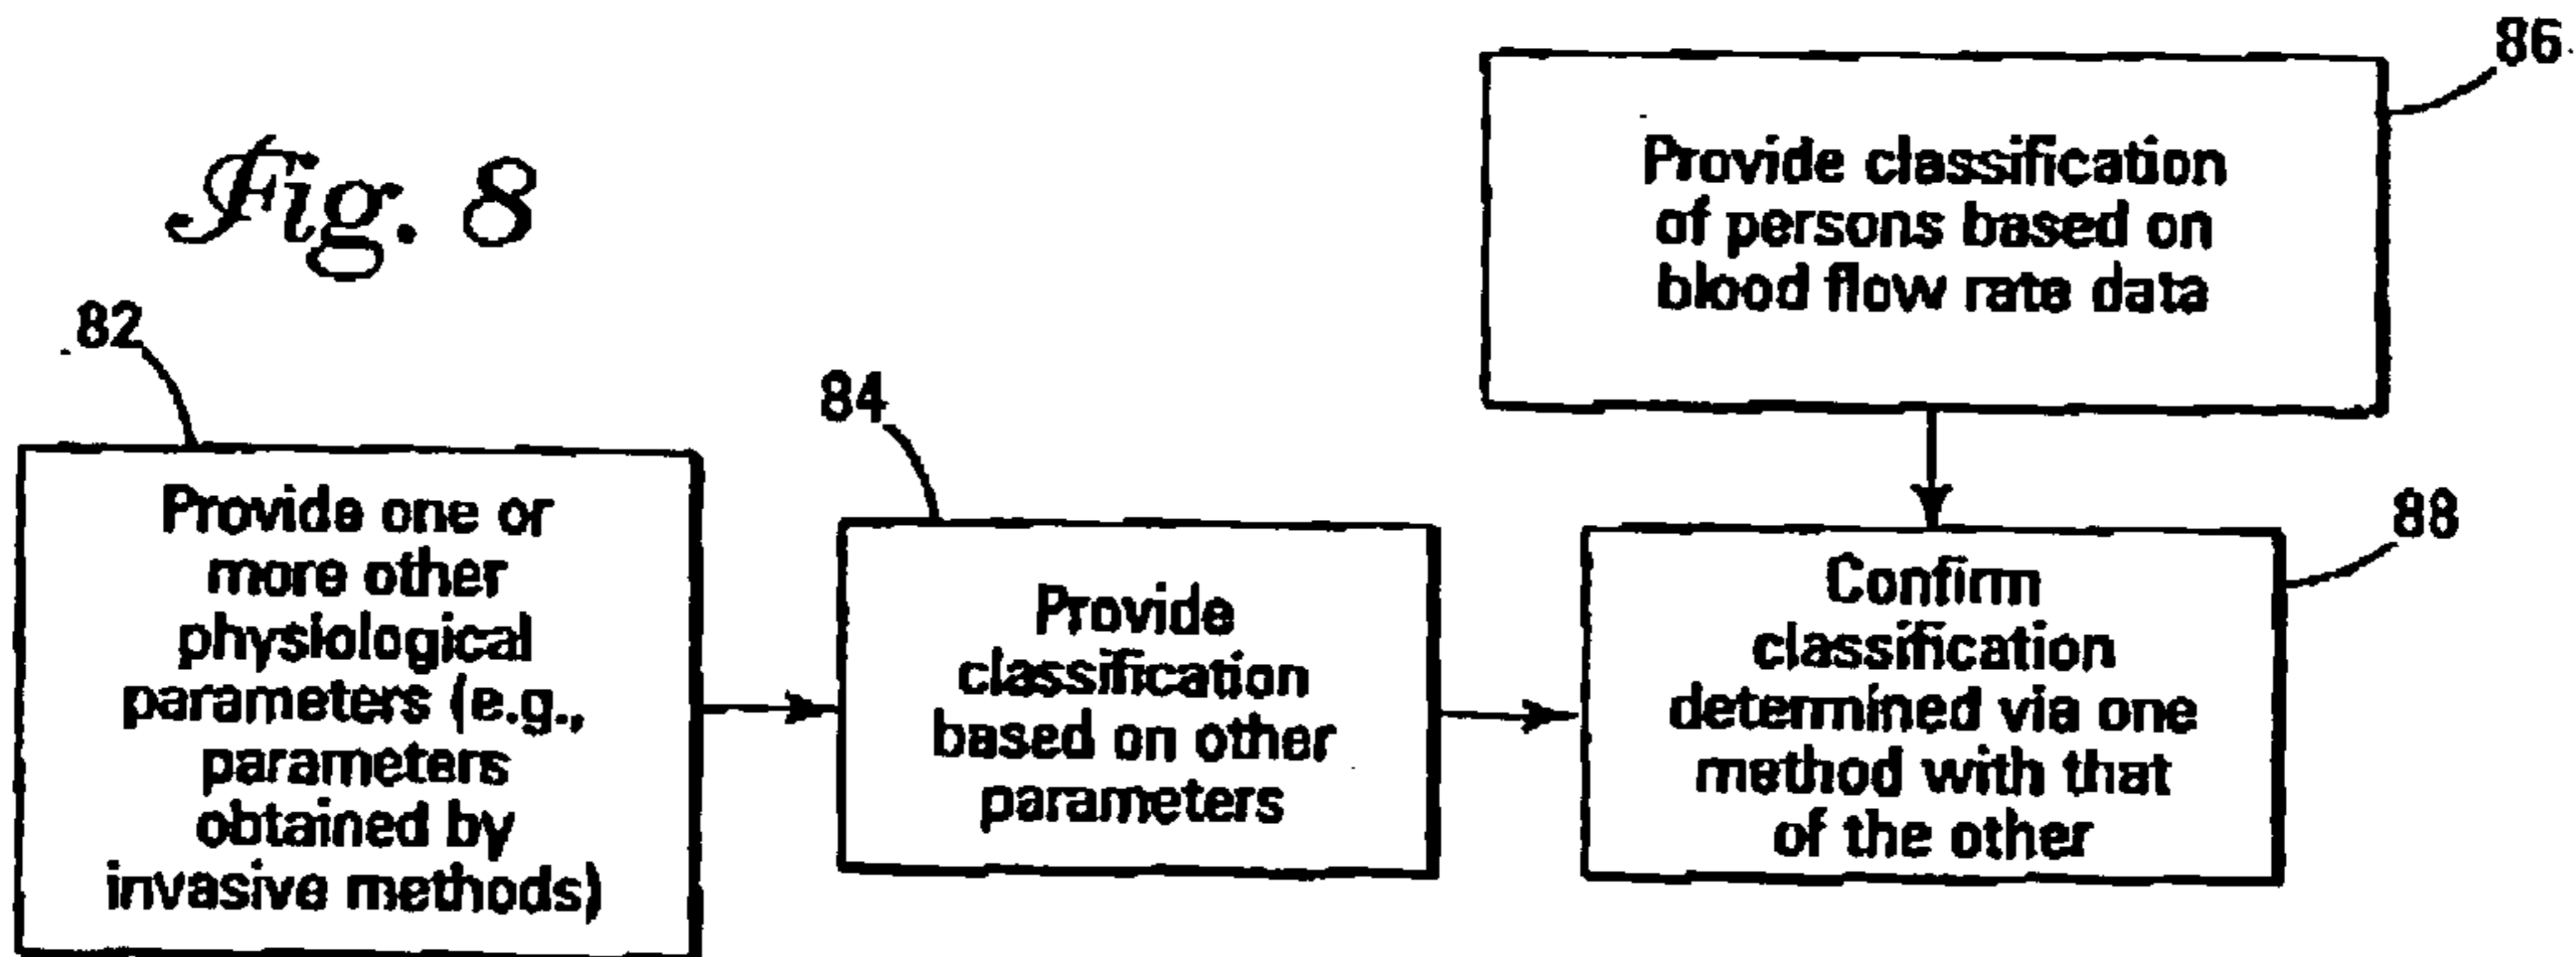 Fig. 8
86
Provide classification
of persons based on
blood flow rate data
82
Provide one or
more other
physiological
parameters (e.g.,
parameters
obtained by
invasive methods)
84
Provide
classification
based on other
parameters
88
Confirm
classification
determined via one
method with that
of the other